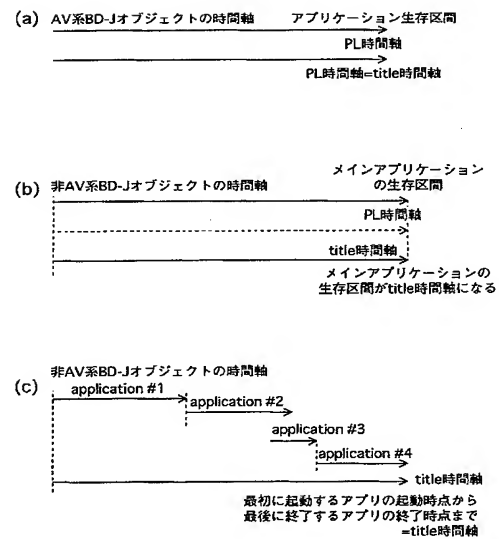 (a) AV系BD-Jオブジェクトの時間軸 アプリケーション生存区間
PL時間軸
PL時間軸=title時間軸
(b) 非AV系BD-Jオブジェクトの時間軸 メインアプリケーション
の生存区間
PL時間軸
title時間軸
メインアプリケーションの
生存区間がtitle時間軸になる
(c) 非AV系BD-Jオブジェクトの時間軸
application #1
application #2
application #3
application #4
title時間軸
最初に起動するアプリの起動時点から
最後に終了するアプリの終了時点まで
=title時間軸